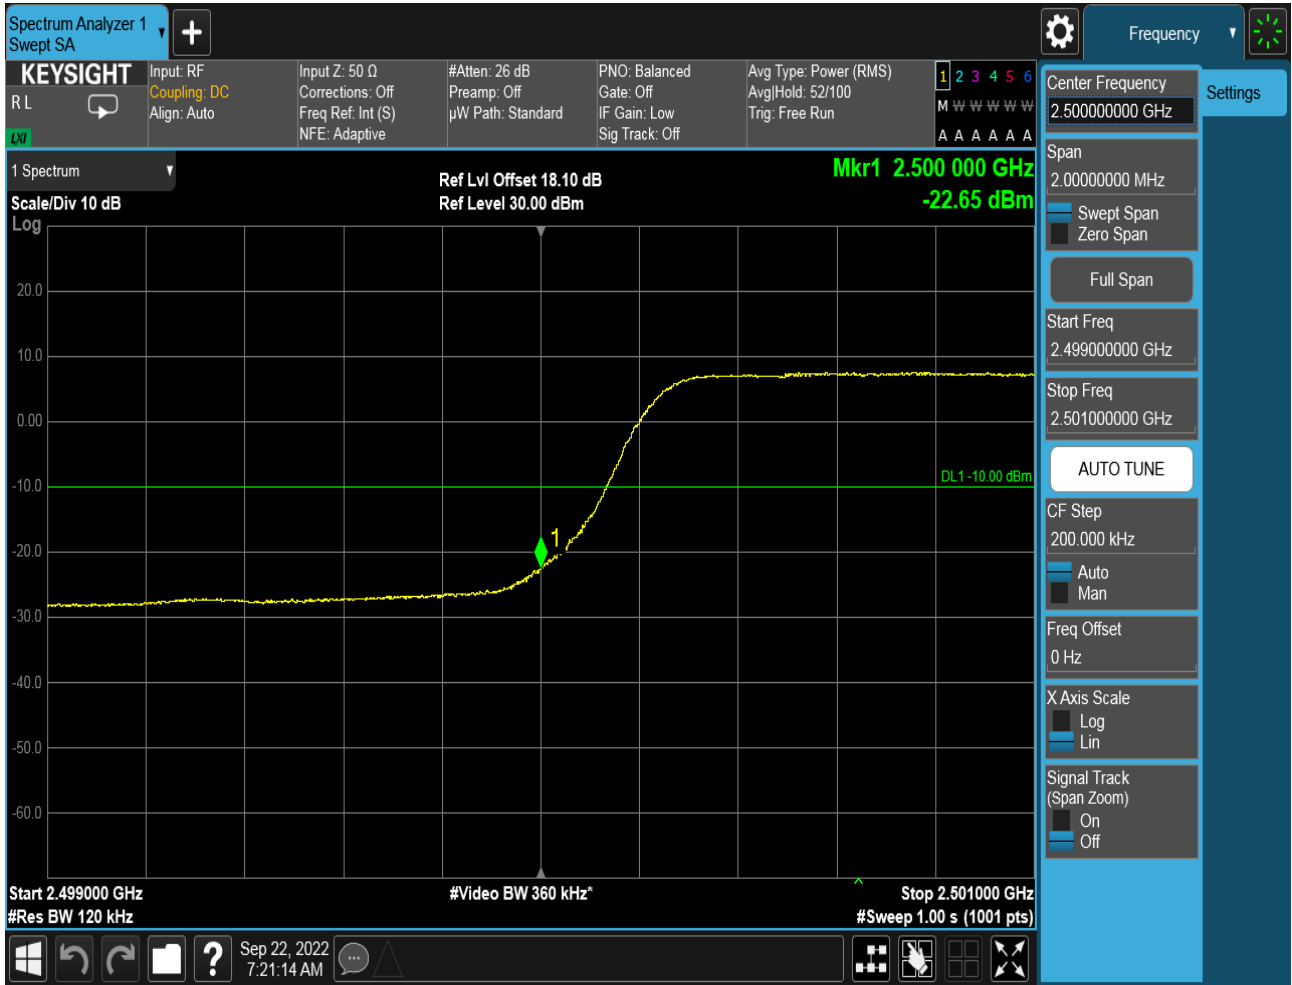 Spectrum Analyzer 1
Swept SA
Frequency
KEYSIGHT
R L
LXI
Input: RF
Coupling: DC
Align: Auto
Input Z: 50 Ω
Corrections: Off
Freq Ref: Int (S)
NFE: Adaptive
#Atten: 26 dB
Preamp: Off
µW Path: Standard
PNO: Balanced
Gate: Off
IF Gain: Low
Sig Track: Off
Avg Type: Power (RMS)
Avg|Hold: 52/100
Trig: Free Run
1 2 3 4 5 6
M W W W W W
A A A A A A
1 Spectrum
Scale/Div 10 dB
Log
Ref Lvl Offset 18.10 dB
Ref Level 30.00 dBm
Mkr1 2.500 000 GHz
-22.65 dBm
20.0
10.0
0.00
-10.0
-20.0
-30.0
-40.0
-50.0
-60.0
DL1 -10.00 dBm
1
Start 2.499000 GHz
#Res BW 120 kHz
#Video BW 360 kHz*
Stop 2.501000 GHz
#Sweep 1.00 s (1001 pts)
Center Frequency
2.500000000 GHz
Settings
Span
2.00000000 MHz
Swept Span
Zero Span
Full Span
Start Freq
2.499000000 GHz
Stop Freq
2.501000000 GHz
AUTO TUNE
CF Step
200.000 kHz
Auto
Man
Freq Offset
0 Hz
X Axis Scale
Log
Lin
Signal Track
(Span Zoom)
On
Off
?
Sep 22, 2022
7:21:14 AM